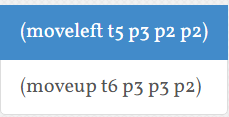 (moveleft t5 p3 p2 p2)
(moveup t6 p3 p3 p2)